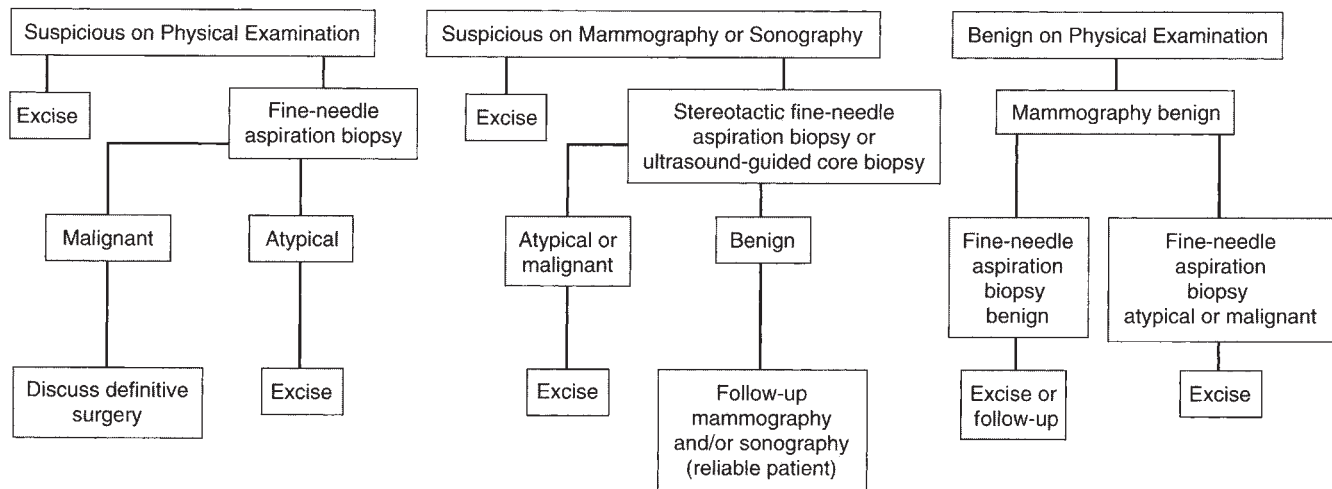 Suspicious on Physical Examination
Excise
Fine-needle
aspiration biopsy
Malignant
Atypical
Discuss definitive
surgery
Excise
Suspicious on Mammography or Sonography
Excise
Stereotactic fine-needle
aspiration biopsy or
ultrasound-guided core biopsy
Atypical or
malignant
Benign
Excise
Follow-up
mammography
and/or sonography
(reliable patient)
Benign on Physical Examination
Mammography benign
Fine-needle
aspiration
biopsy
benign
Fine-needle
aspiration
biopsy
atypical or malignant
Excise or
follow-up
Excise